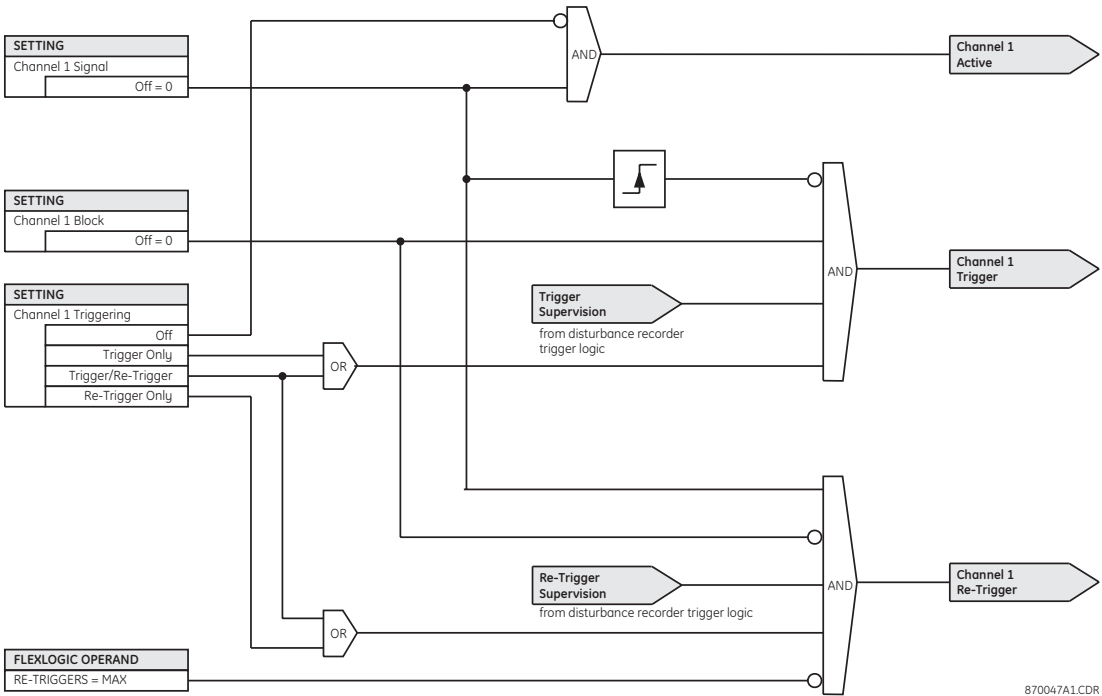 SETTING
Channel 1 Signal
Off = 0
AND
Channel 1
Active
SETTING
Channel 1 Block
Off = 0
SETTING
Channel 1 Triggering
Off
Trigger Only
Trigger/Re-Trigger
Re-Trigger Only
OR
Trigger
Supervision
from disturbance recorder
trigger logic
AND
Channel 1
Trigger
Re-Trigger
Supervision
from disturbance recorder trigger logic
AND
Channel 1
Re-Trigger
OR
FLEXLOGIC OPERAND
RE-TRIGGERS = MAX
870047A1.CDR